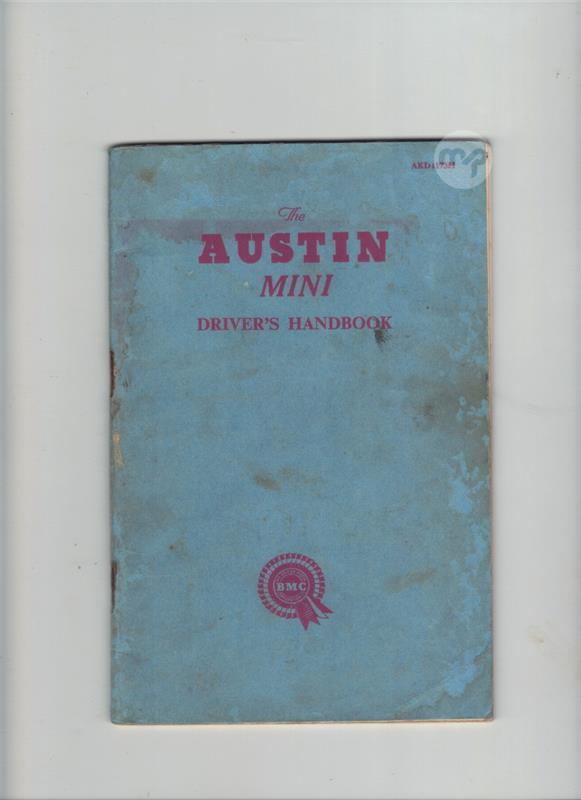 The
AUSTIN
MINI
DRIVER'S HANDBOOK
BMC